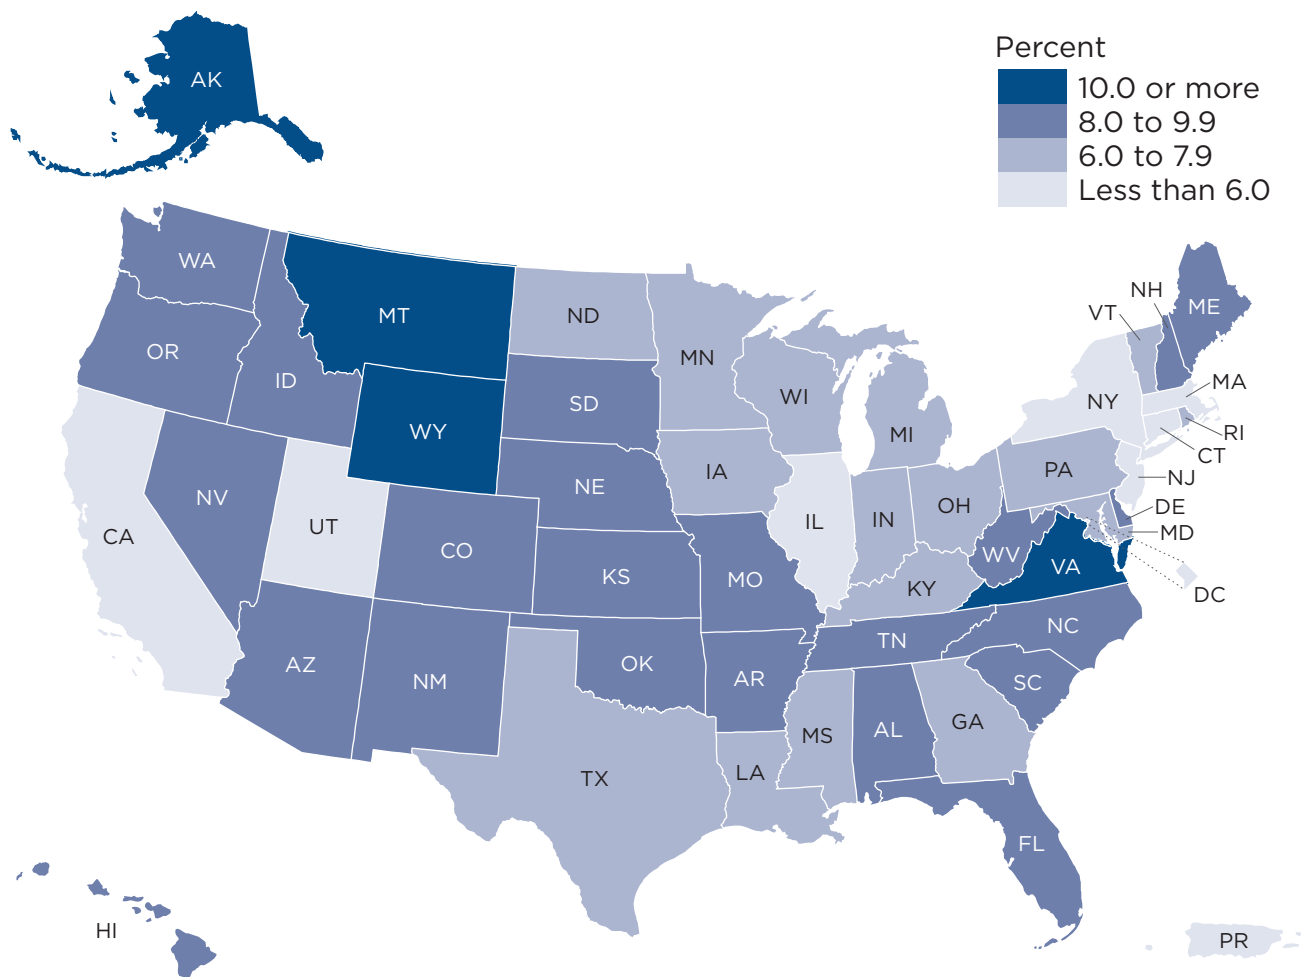 Percent
10.0 or more
8.0 to 9.9
6.0 to 7.9
Less than 6.0
AK
WA
MT
ND
MN
OR
ID
WY
SD
WI
MI
VT
NH
ME
NY
MA
RI
CT
NJ
PA
DE
MD
DC
NV
UT
CA
CO
NE
IA
IL
IN
OH
WV
VA
KS
MO
KY
AZ
NM
OK
AR
TN
NC
SC
TX
LA
MS
AL
GA
FL
HI
PR